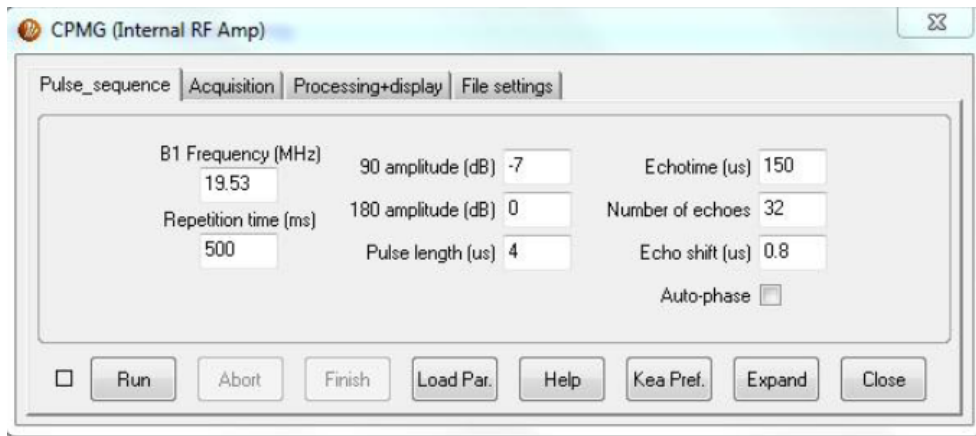 CPMG (Internal RF Amp)
Pulse_sequence Acquisition Processing+display File settings
B1 Frequency (MHz)
19.53
Repetition time (ms)
500
90 amplitude (dB) -7
180 amplitude (dB) 0
Pulse length (us) 4
Echotime (us) 150
Number of echoes 32
Echo shift (us) 0.8
Auto-phase
Run Abort Finish Load Par. Help Kea Pref. Expand Close